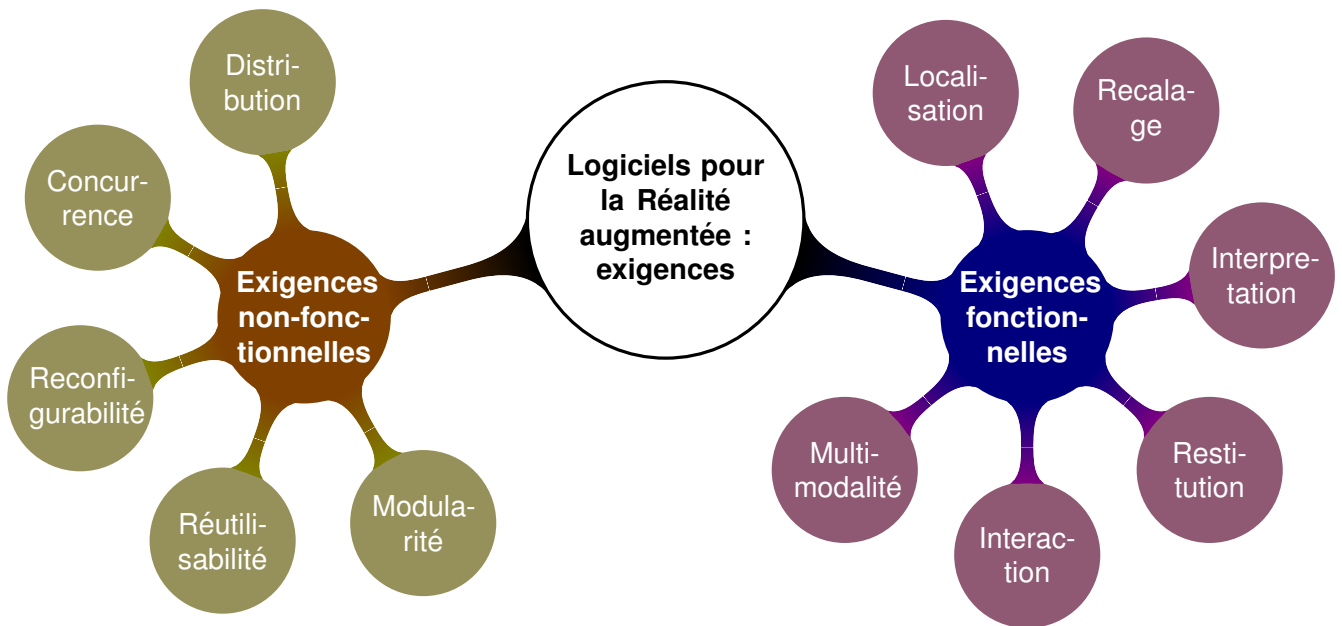 Logiciels pour
la Réalité
augmentée :
exigences
Exigences
non-fonc-
tionnelles
Distri-
bution
Concur-
rence
Reconfi-
gurabilité
Réutili-
sabilité
Modula-
rité
Exigences
fonction-
nelles
Locali-
sation
Recala-
ge
Interpre-
tation
Resti-
tution
Interac-
tion
Multi-
modalité